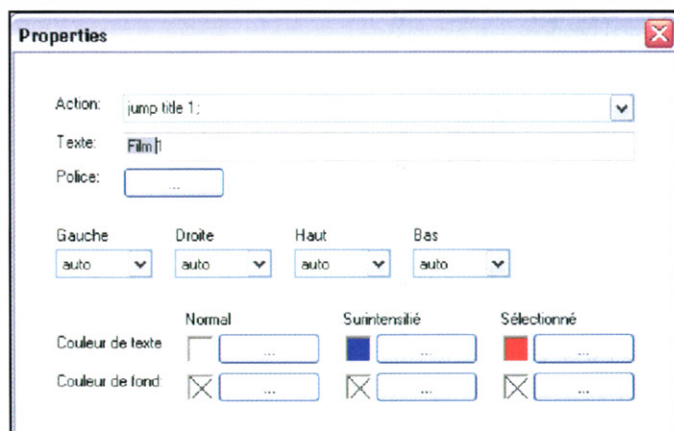 Properties
Action: jump title 1;
Texte: Film 1
Police: ...
Gauche Droite Haut Bas
auto auto auto auto
Normal Surintensilié Sélectionné
Couleur de texte ... ... ...
Couleur de fond: ... ... ...